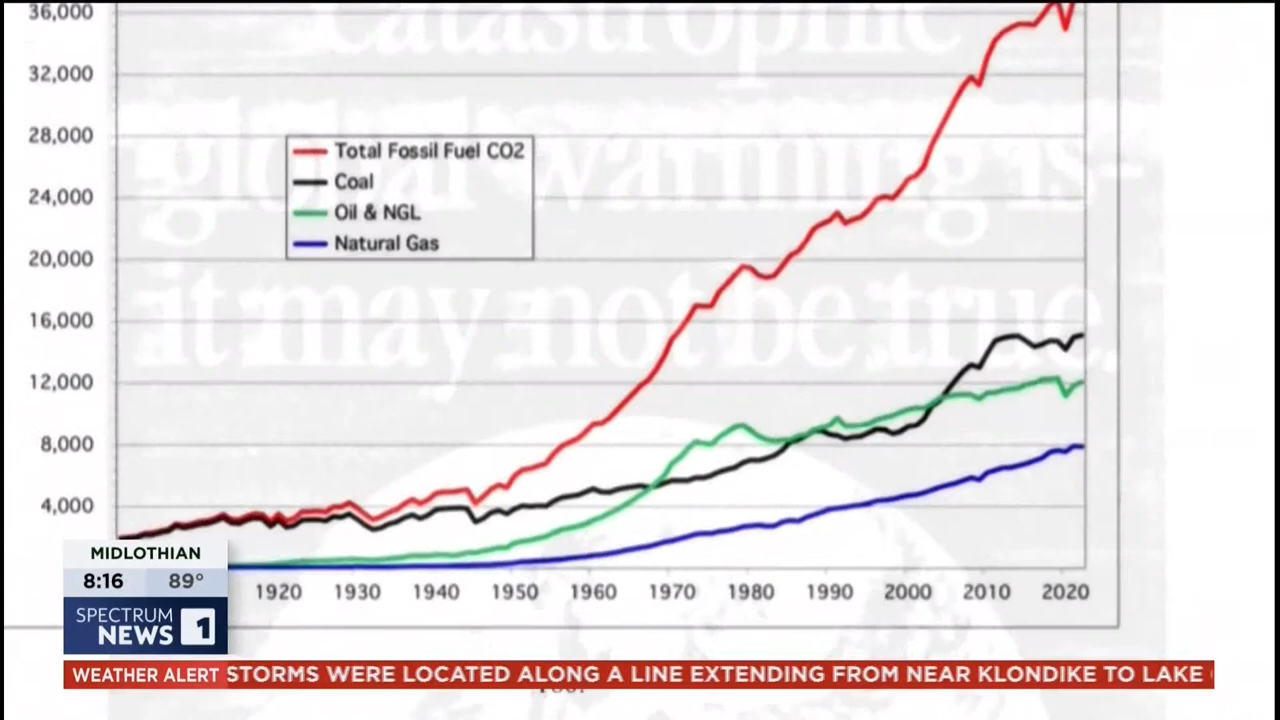 catastrophic
global warming is–
it may not be true.
36,000
32,000
28,000
24,000
20,000
16,000
12,000
8,000
4,000
Total Fossil Fuel CO2
Coal
Oil & NGL
Natural Gas
1920 1930 1940 1950 1960 1970 1980 1990 2000 2010 2020
MIDLOTHIAN
8:16 89°
SPECTRUM
NEWS 1
WEATHER ALERT STORMS WERE LOCATED ALONG A LINE EXTENDING FROM NEAR KLONDIKE TO LAKE